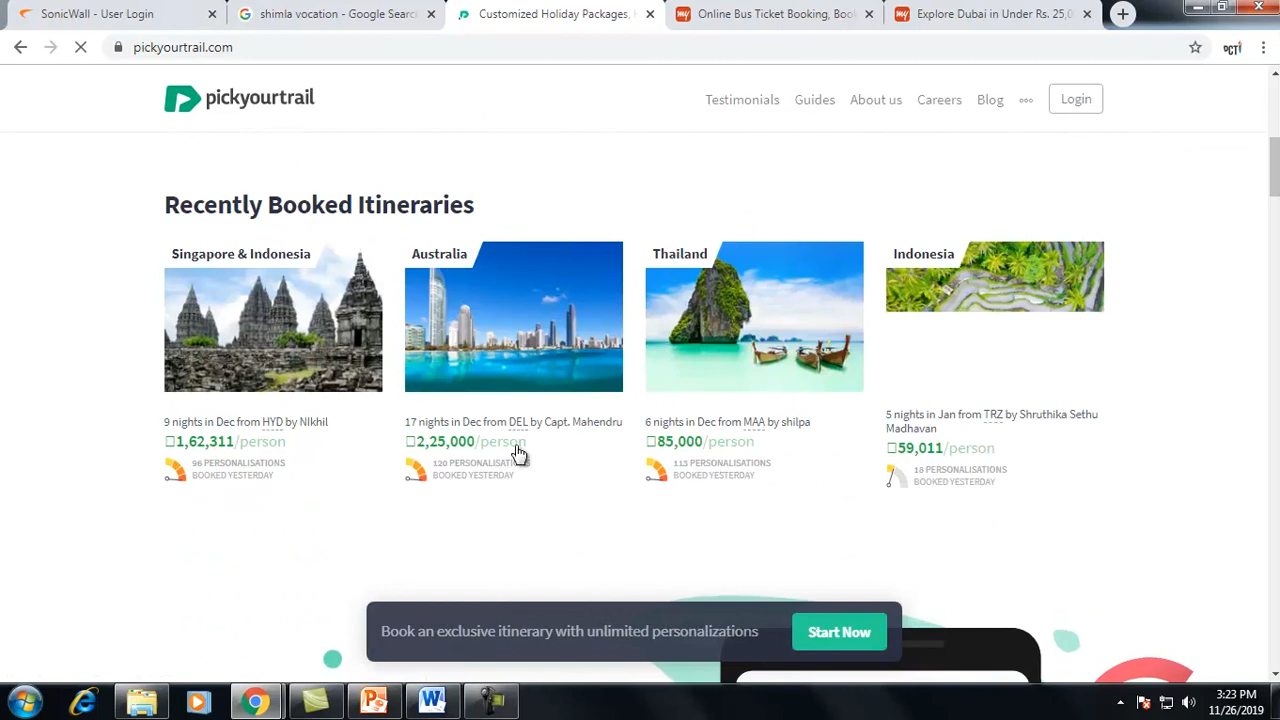 SonicWall - User Login
shimla vocation - Google Searc
Customized Holiday Packages,
Online Bus Ticket Booking, Boo
Explore Dubai in Under Rs. 25,0
pickyourtrail.com
pickyourtrail
Testimonials
Guides
About us
Careers
Blog
Login
Recently Booked Itineraries
Singapore & Indonesia
Australia
Thailand
Indonesia
9 nights in Dec from HYD by NIkhil
1,62,311/person
96 PERSONALISATIONS
BOOKED YESTERDAY
17 nights in Dec from DEL by Capt. Mahendru
2,25,000/person
120 PERSONALISATIONS
BOOKED YESTERDAY
6 nights in Dec from MAA by shilpa
85,000/person
113 PERSONALISATIONS
BOOKED YESTERDAY
5 nights in Jan from TRZ by Shruthika Sethu
Madhavan
59,011/person
18 PERSONALISATIONS
BOOKED YESTERDAY
Book an exclusive itinerary with unlimited personalizations
Start Now
3:23 PM
11/26/2019